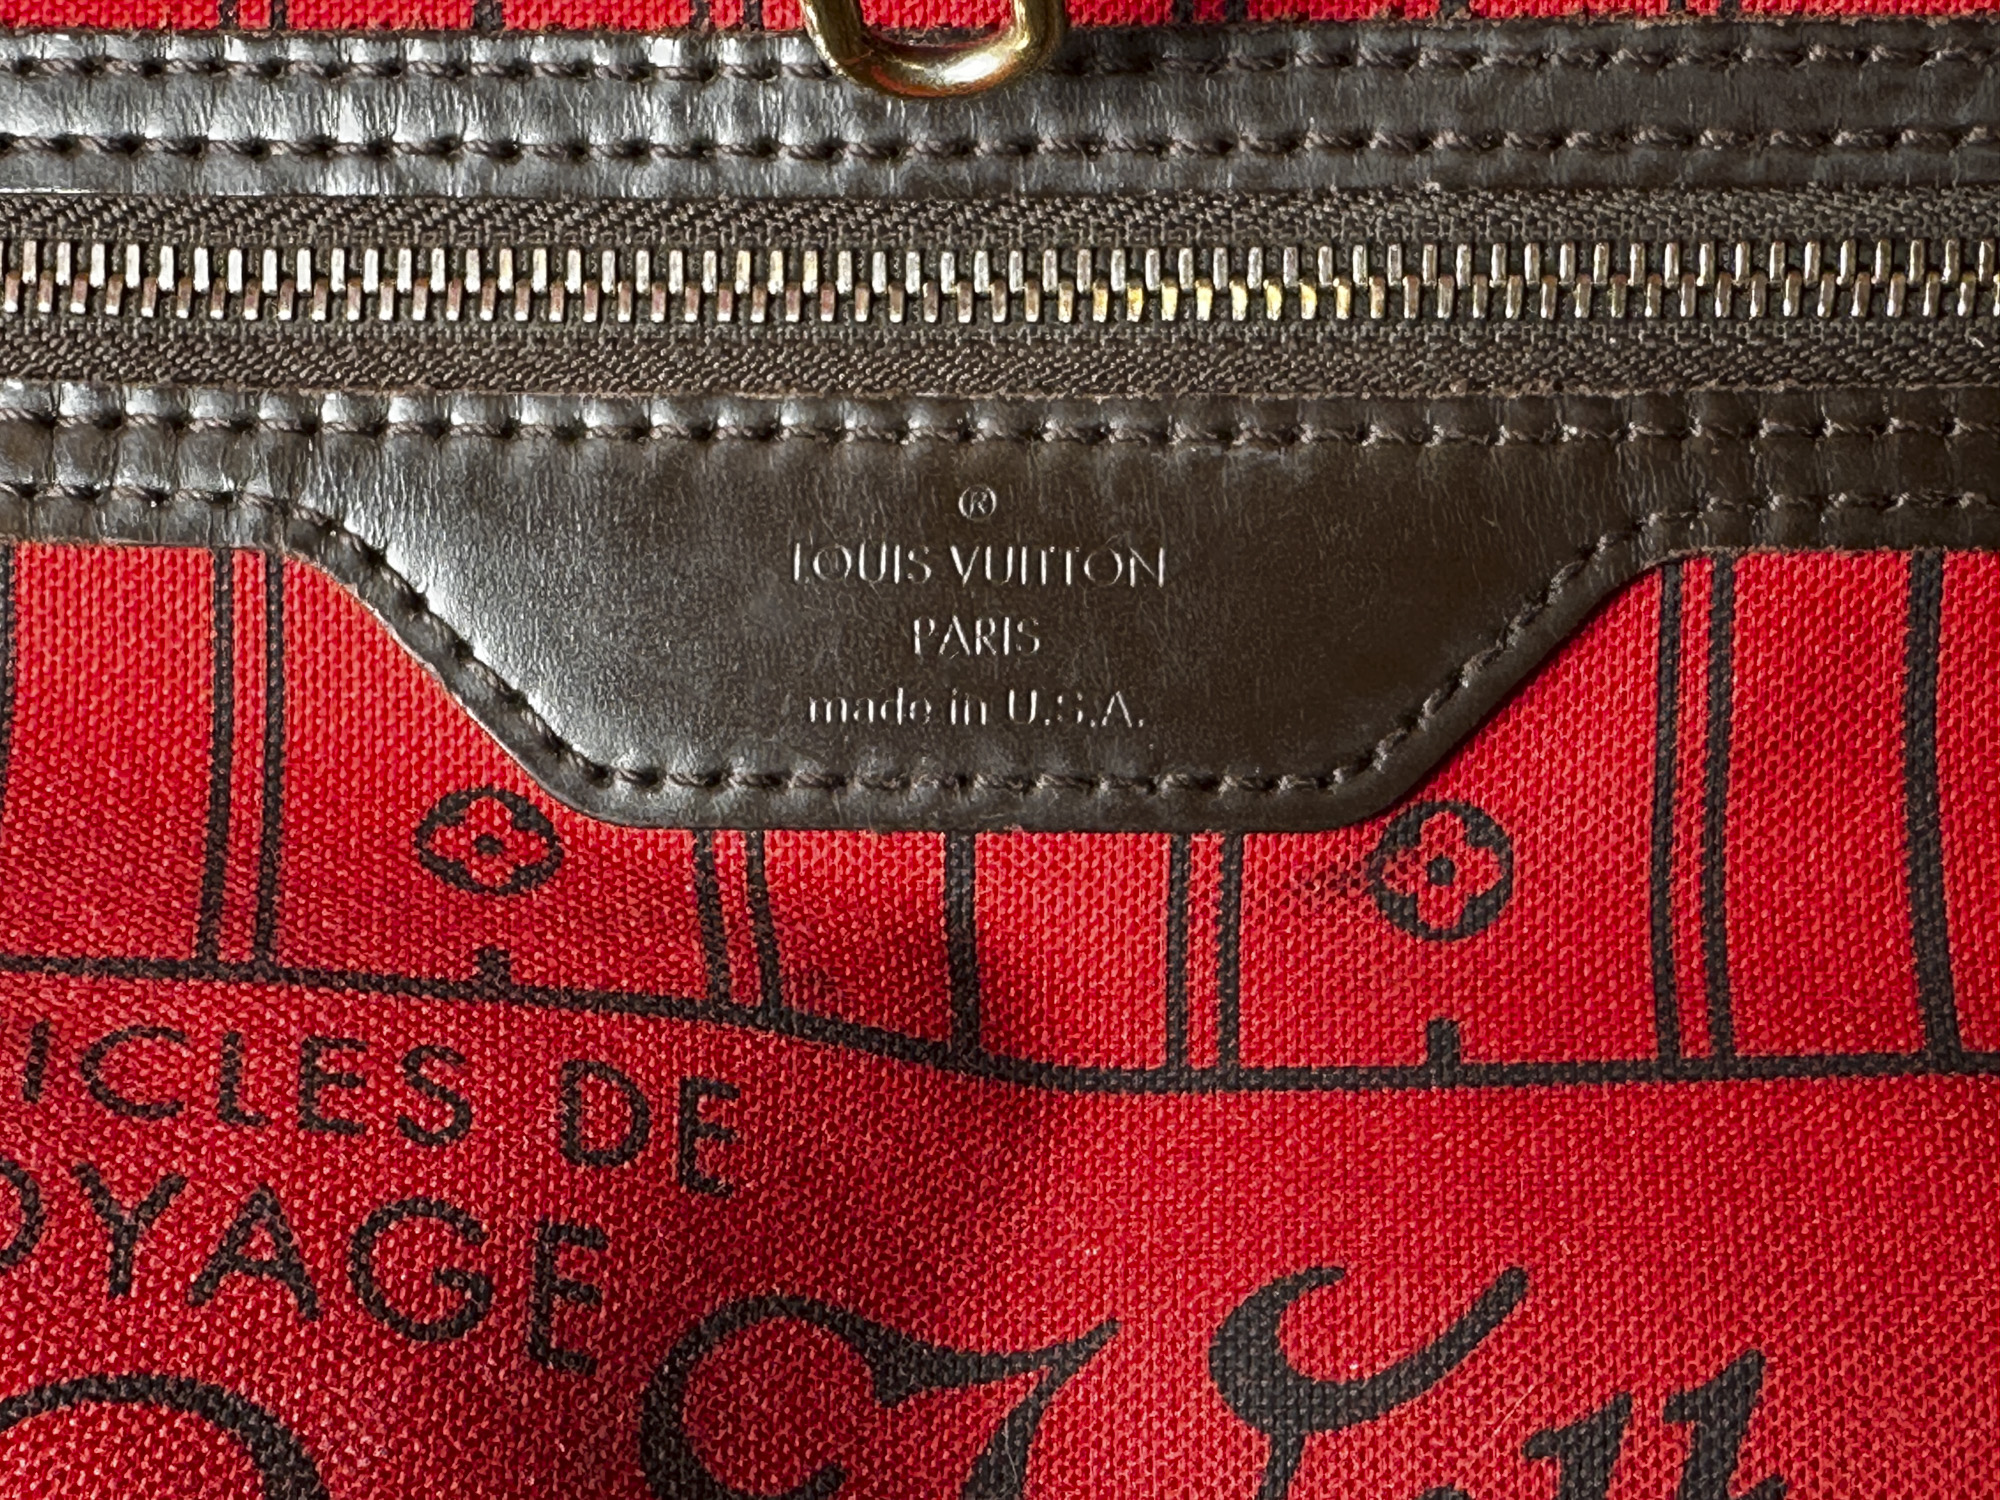 ®
LOUIS VUITTON
PARIS
made in U.S.A.
ICLES DE
OYAGE